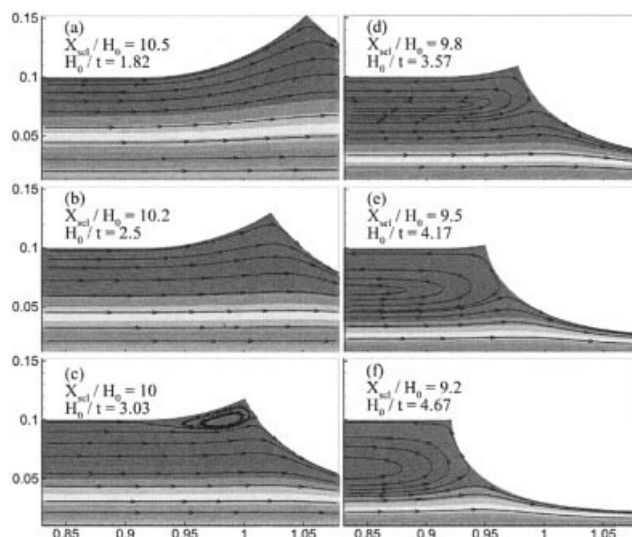 (a)
X_scl / H_0 = 10.5
H_0 / t = 1.82
0.15
0.1
0.05
(d)
X_scl / H_0 = 9.8
H_0 / t = 3.57
(b)
X_scl / H_0 = 10.2
H_0 / t = 2.5
0.15
0.1
0.05
(e)
X_scl / H_0 = 9.5
H_0 / t = 4.17
(c)
X_scl / H_0 = 10
H_0 / t = 3.03
0.15
0.1
0.05
(f)
X_scl / H_0 = 9.2
H_0 / t = 4.67
0.85 0.9 0.95 1 1.05
0.85 0.9 0.95 1 1.05